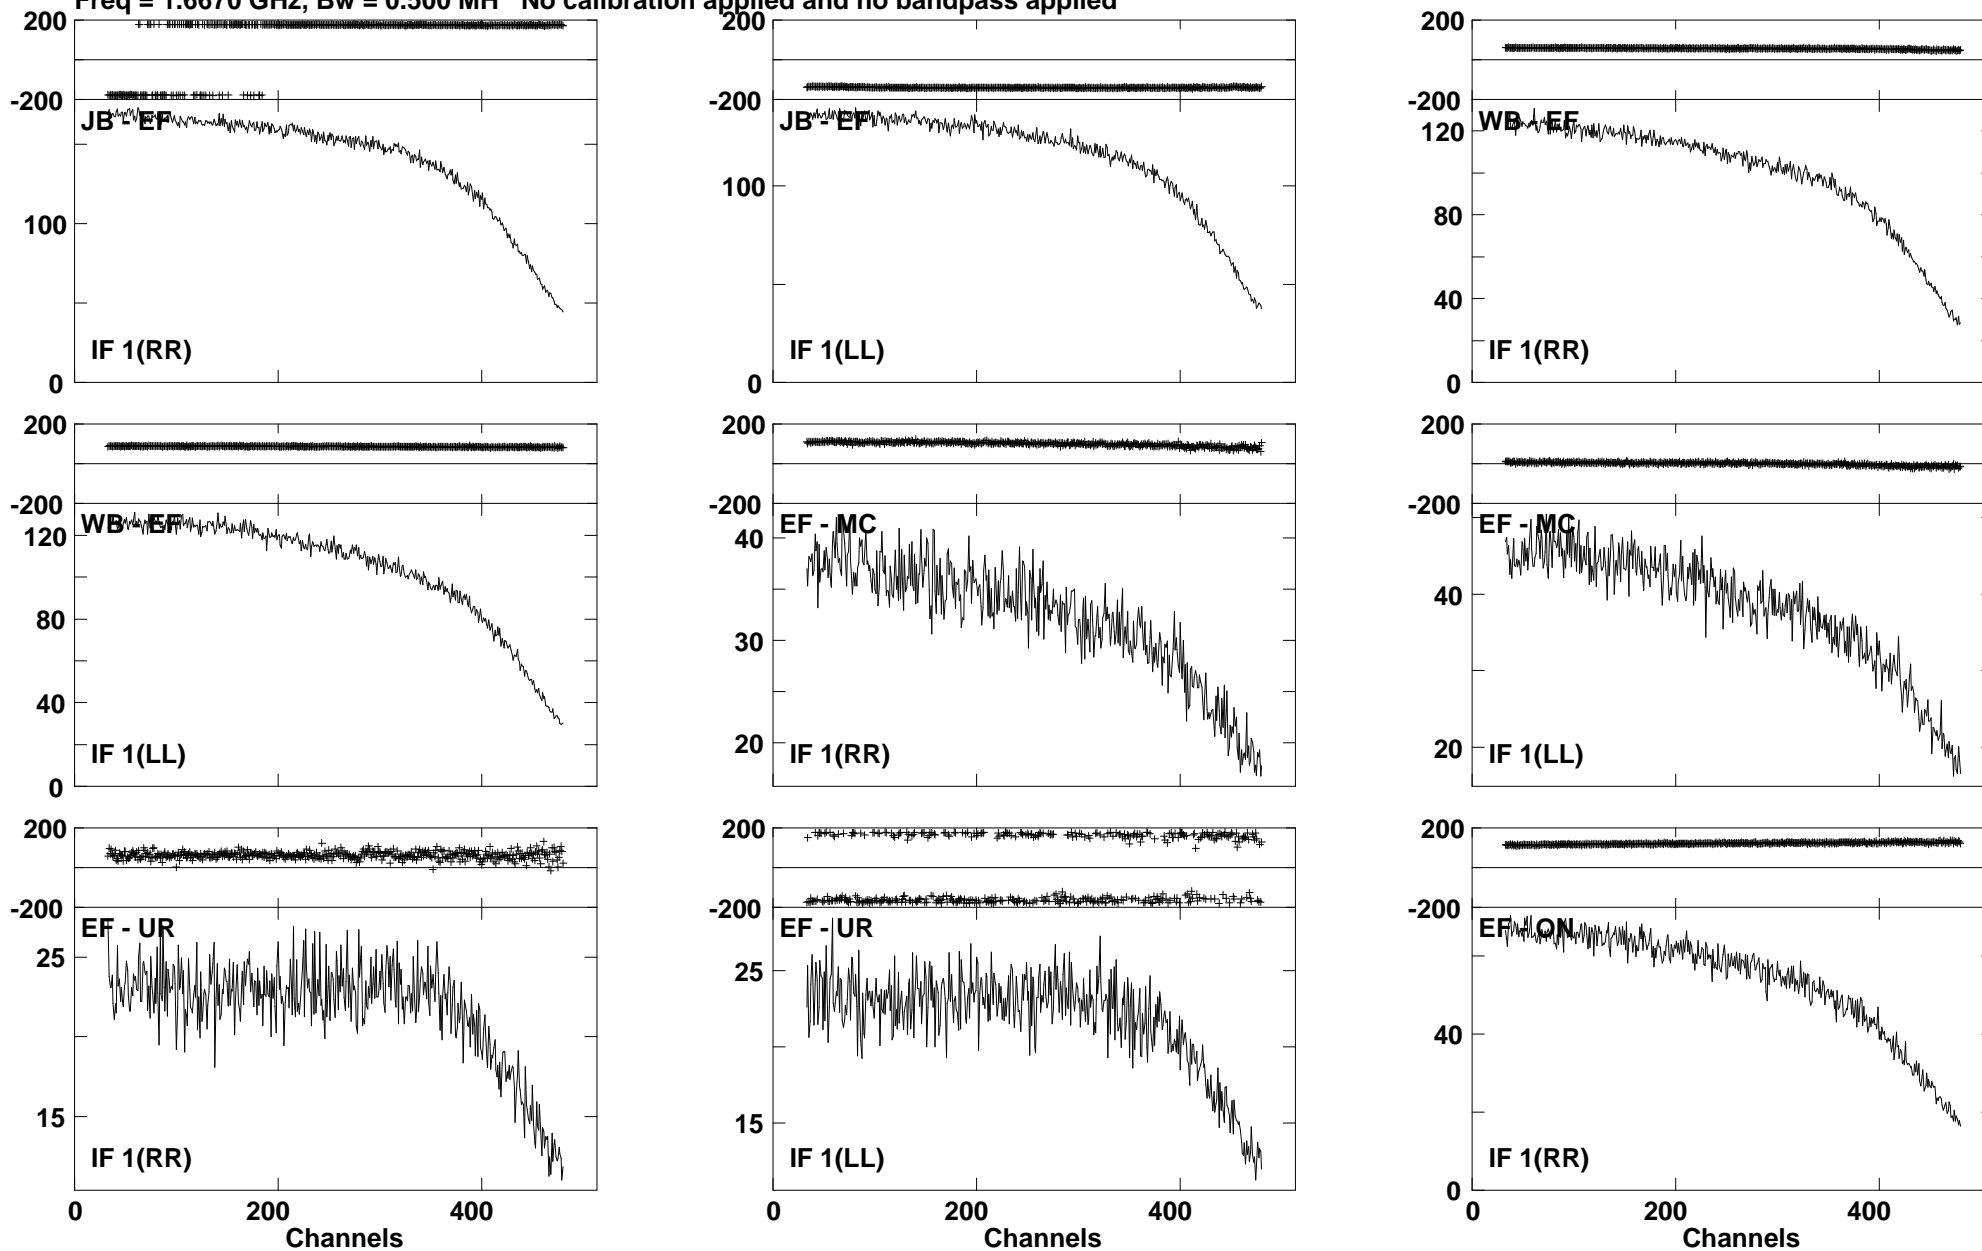 Freq = 1.6670 GHz, Bw = 0.500 MH No calibration applied and no bandpass applied
200
-200
JB - EF
100
0
IF 1(RR)
200
-200
JB - EF
100
0
IF 1(LL)
200
-200
WB - EF
120
80
40
0
IF 1(RR)
200
-200
WB - EF
120
80
40
0
IF 1(LL)
200
-200
EF - MC
40
30
20
IF 1(RR)
200
-200
EF - MC
40
20
IF 1(LL)
200
-200
EF - UR
25
15
IF 1(RR)
0 200 400
Channels
200
-200
EF - UR
25
15
IF 1(LL)
0 200 400
Channels
200
-200
EF - ON
40
0
IF 1(RR)
0 200 400
Channels